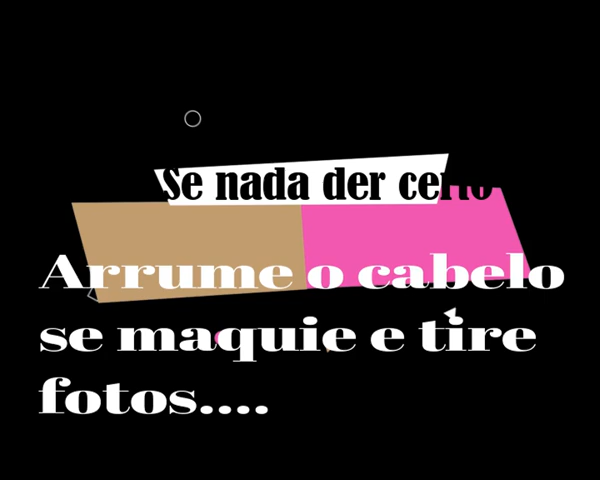 Se nada der certo
Arrume o cabelo
se maquie e tire
fotos....